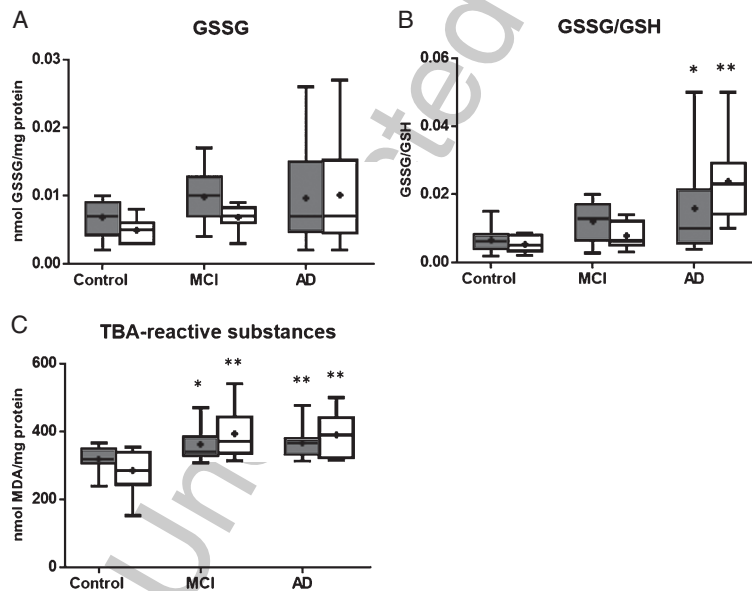 A
GSSG
nmol GSSG/mg protein
0.03
0.02
0.01
0.00
Control MCI AD
B
GSSG/GSH
GSSG/GSH
0.06
0.04
0.02
0.00
* **
Control MCI AD
C
TBA-reactive substances
nmol MDA/mg protein
600
400
200
0
* ** ** **
Control MCI AD